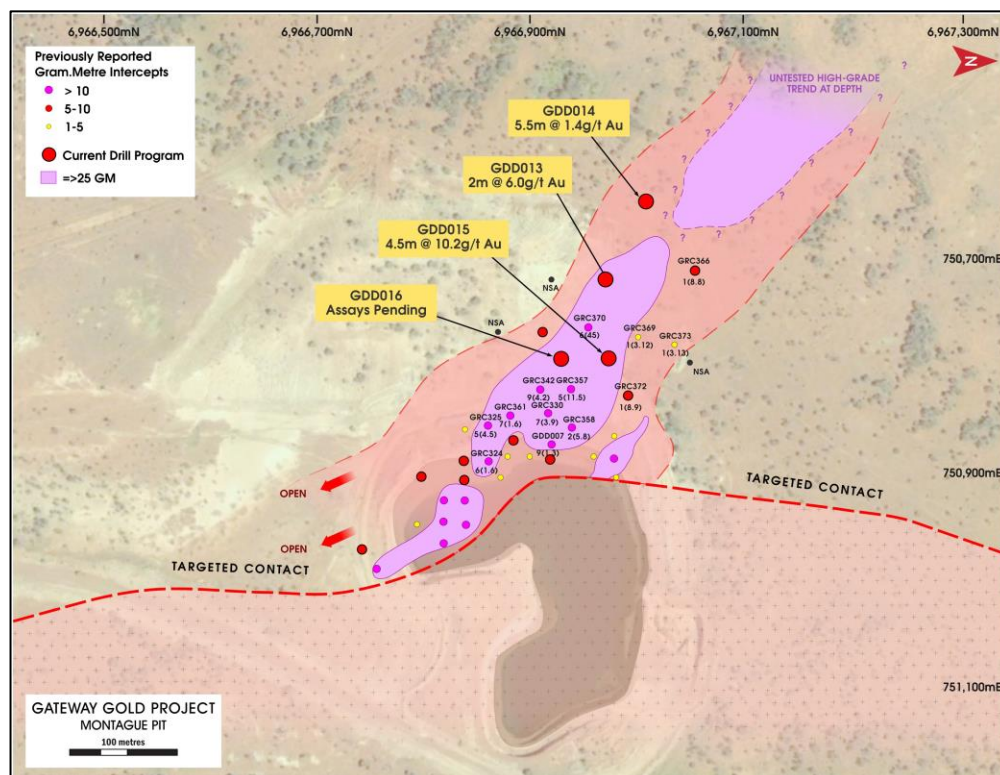 6,966,500mN
6,966,700mN
6,966,900mN
6,967,100mN
6,967,300mN
Previously Reported
Gram.Metre Intercepts
> 10
5-10
1-5
Current Drill Program
=>25 GM
N
UNTESTED HIGH-GRADE
TREND AT DEPTH
? ? ? ? ? ? ? ? ? ? ? ? ?
GDD014
5.5m @ 1.4g/t Au
GDD013
2m @ 6.0g/t Au
GDD015
4.5m @ 10.2g/t Au
GDD016
Assays Pending
750,700mE
GRC366
1(8.8)
NSA
NSA
GRC370
6(45)
GRC369
1(3.12)
GRC373
1(3.13)
NSA
GRC342
9(4.2)
GRC357
5(11.5)
GRC372
1(8.9)
GRC361
7(1.6)
GRC330
7(3.9)
GRC325
5(4.5)
GRC358
2(5.8)
GDD007
9(1.3)
GRC324
6(1.6)
750,900mE
OPEN
OPEN
TARGETED CONTACT
TARGETED CONTACT
751,100mE
GATEWAY GOLD PROJECT
MONTAGUE PIT
100 metres